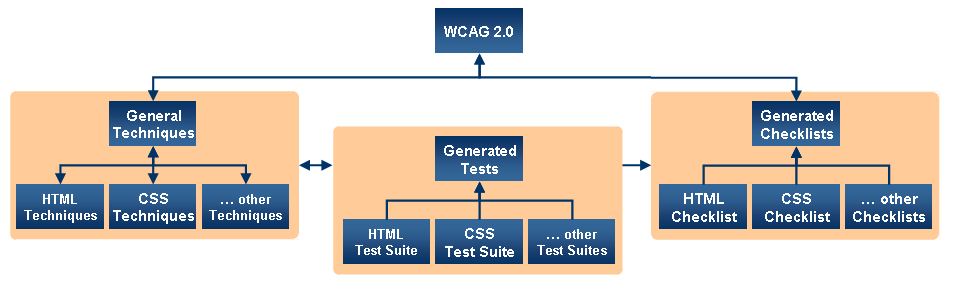 WCAG 2.0
General
Techniques
HTML
Techniques
CSS
Techniques
... other
Techniques
Generated
Tests
HTML
Test Suite
CSS
Test Suite
... other
Test Suites
Generated
Checklists
HTML
Checklist
CSS
Checklist
... other
Checklists